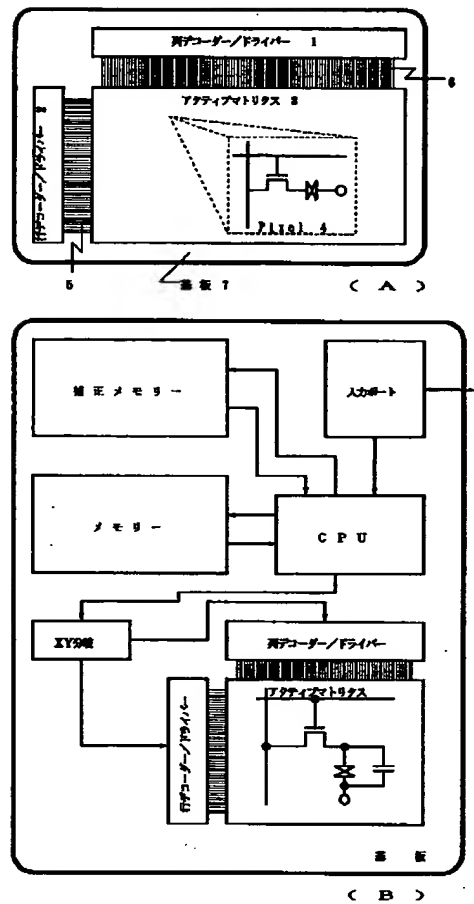 列デコーダー/ドライバー 1
6
アクティブマトリクス 3
行デコーダー/ドライバー 2
Pixel 4
5
基板 7
( A )
補正メモリー
入力ポート
メモリー
CPU
XY分岐
列デコーダー/ドライバー
アクティブマトリクス
行デコーダー/ドライバー
基 板
( B )